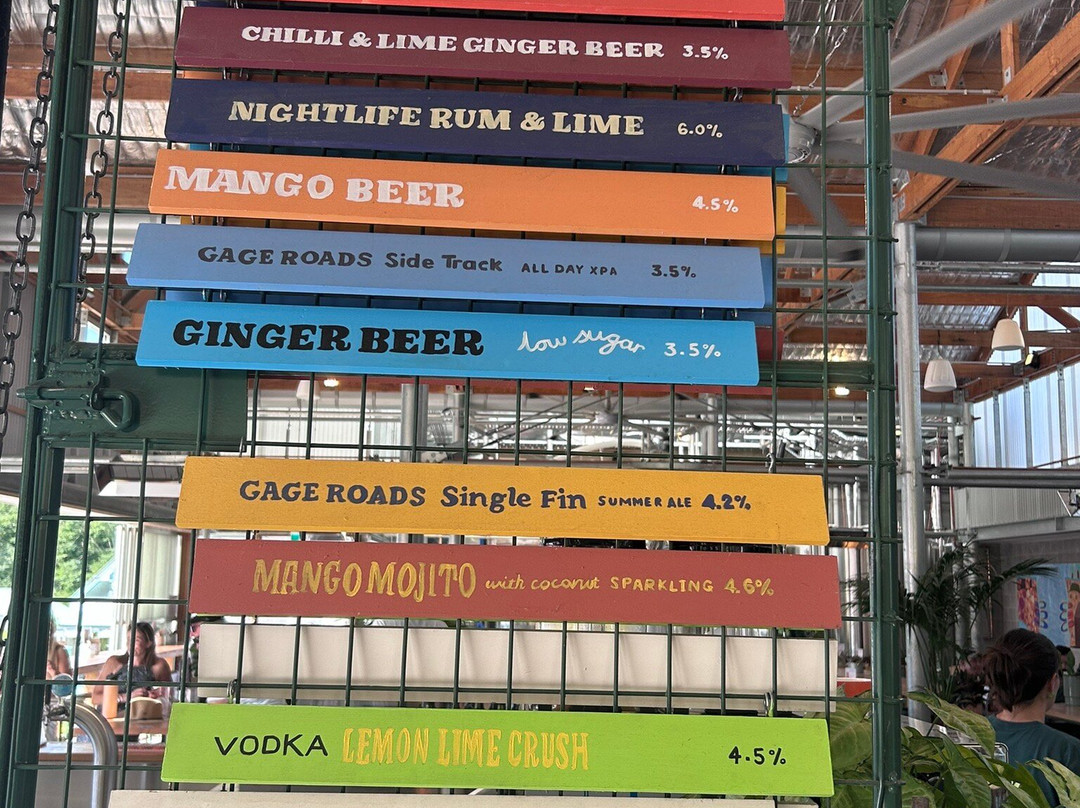 CHILLI & LIME GINGER BEER 3.5%
NIGHTLIFE RUM & LIME 6.0%
MANGO BEER 4.5%
GAGE ROADS Side Track ALL DAY XPA 3.5%
GINGER BEER low sugar 3.5%
GAGE ROADS Single Fin SUMMER ALE 4.2%
MANGO MOJITO with coconut SPARKLING 4.6%
VODKA LEMON LIME CRUSH 4.5%